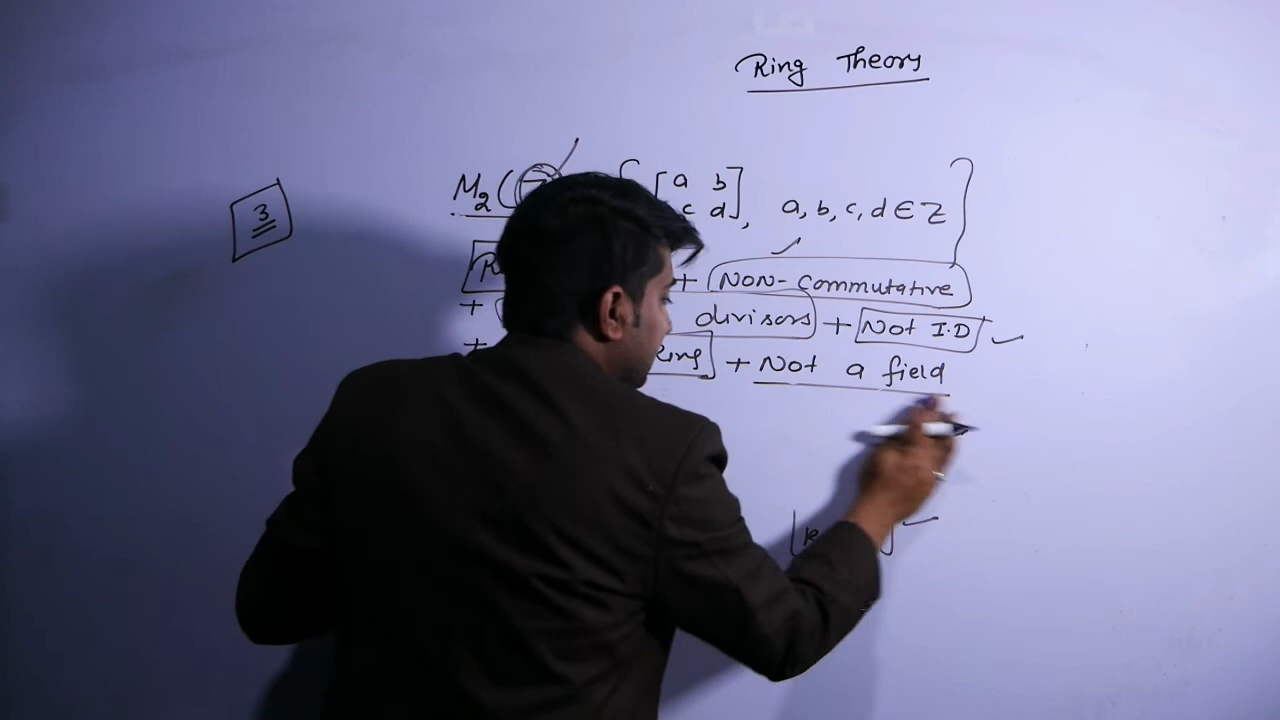 Ring Theory
3
M2( [a b c d], a, b, c, d ∈ Z
+ NON-Commutative
+ divisors + Not I.D
+ Ring + Not a field